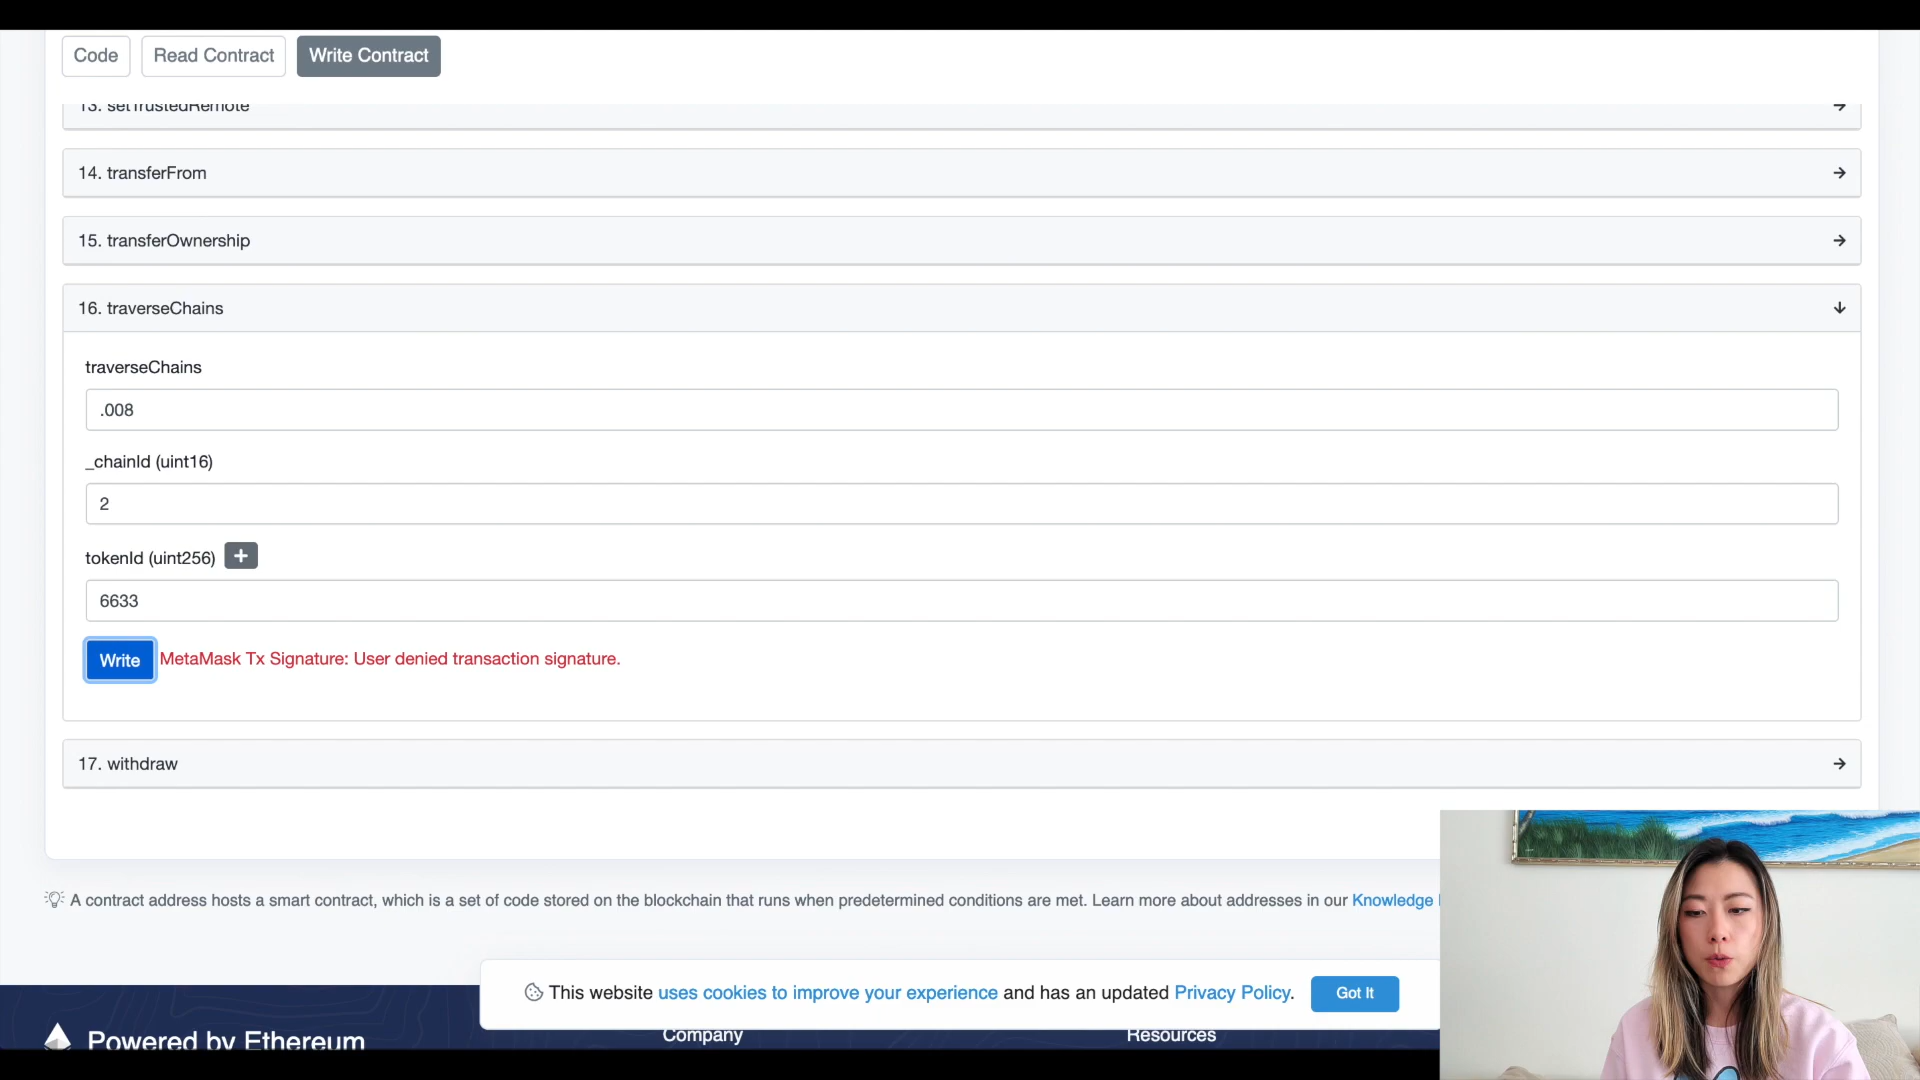 Code
Read Contract
Write Contract
13. setTrustedRemote
14. transferFrom
15. transferOwnership
16. traverseChains
traverseChains
.008
_chainId (uint16)
2
tokenId (uint256)
6633
Write
MetaMask Tx Signature: User denied transaction signature.
17. withdraw
A contract address hosts a smart contract, which is a set of code stored on the blockchain that runs when predetermined conditions are met. Learn more about addresses in our Knowledge
This website uses cookies to improve your experience and has an updated Privacy Policy.
Got It
Powered by Ethereum
Company
Resources